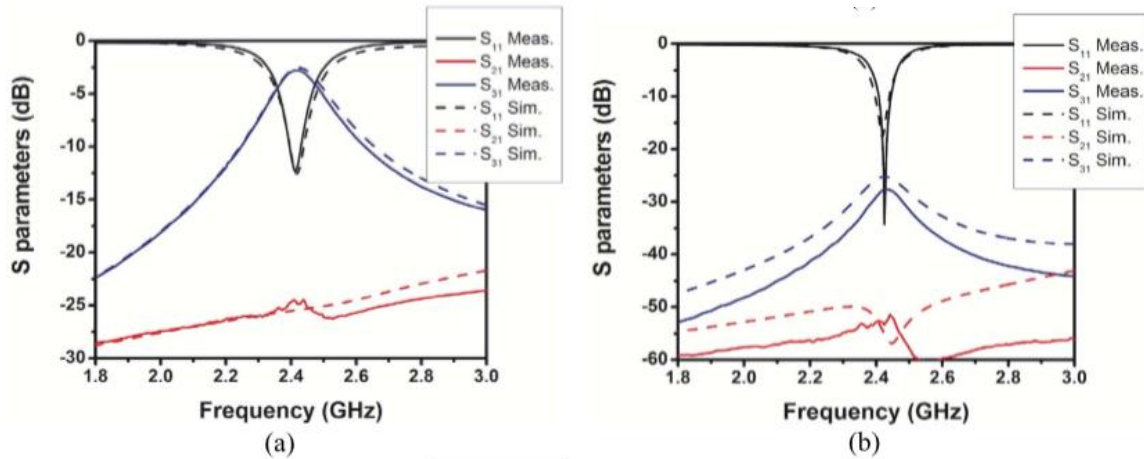 S11 Meas.
S21 Meas.
S31 Meas.
S11 Sim.
S21 Sim.
S31 Sim.
0
-5
-10
-15
-20
-25
-30
S parameters (dB)
1.8 2.0 2.2 2.4 2.6 2.8 3.0
Frequency (GHz)
(a)
S11 Meas.
S21 Meas.
S31 Meas.
S11 Sim.
S21 Sim.
S31 Sim.
0
-10
-20
-30
-40
-50
-60
S parameters (dB)
1.8 2.0 2.2 2.4 2.6 2.8 3.0
Frequency (GHz)
(b)